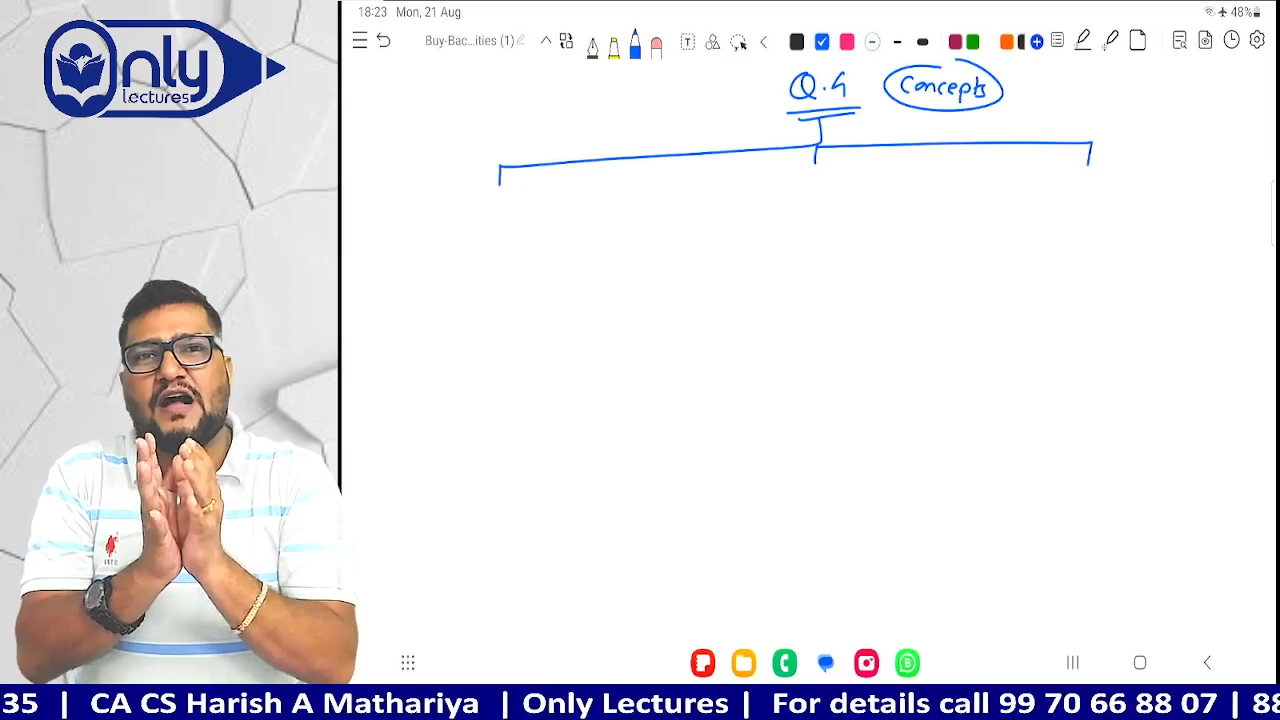 18:23 Mon, 21 Aug
48%
Only
lectures
Buy-Bac...ities (1)
Q.4 Concepts
35 | CA CS Harish A Mathariya | Only Lectures | For details call 99 70 66 88 07 | 88